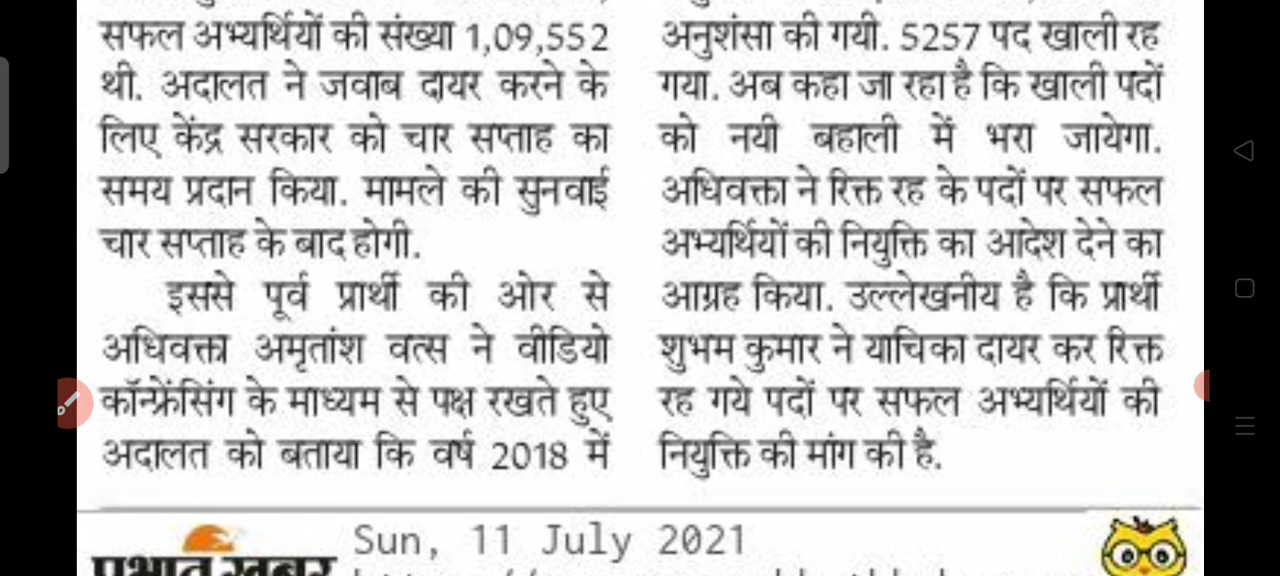 सफल अभ्यर्थियों की संख्या 1,09,552
थी. अदालत ने जवाब दायर करने के
लिए केंद्र सरकार को चार सप्ताह का
समय प्रदान किया. मामले की सुनवाई
चार सप्ताह के बाद होगी.
इससे पूर्व प्रार्थी की ओर से
अधिवक्ता अमृतांश वत्स ने वीडियो
कॉन्फ्रेंसिंग के माध्यम से पक्ष रखते हुए
अदालत को बताया कि वर्ष 2018 में
अनुशंसा की गयी. 5257 पद खाली रह
गया. अब कहा जा रहा है कि खाली पदों
को नयी बहाली में भरा जायेगा.
अधिवक्ता ने रिक्त रह के पदों पर सफल
अभ्यर्थियों की नियुक्ति का आदेश देने का
आग्रह किया. उल्लेखनीय है कि प्रार्थी
शुभम कुमार ने याचिका दायर कर रिक्त
रह गये पदों पर सफल अभ्यर्थियों की
नियुक्ति की मांग की है.
प्रभात खबर
Sun, 11 July 2021